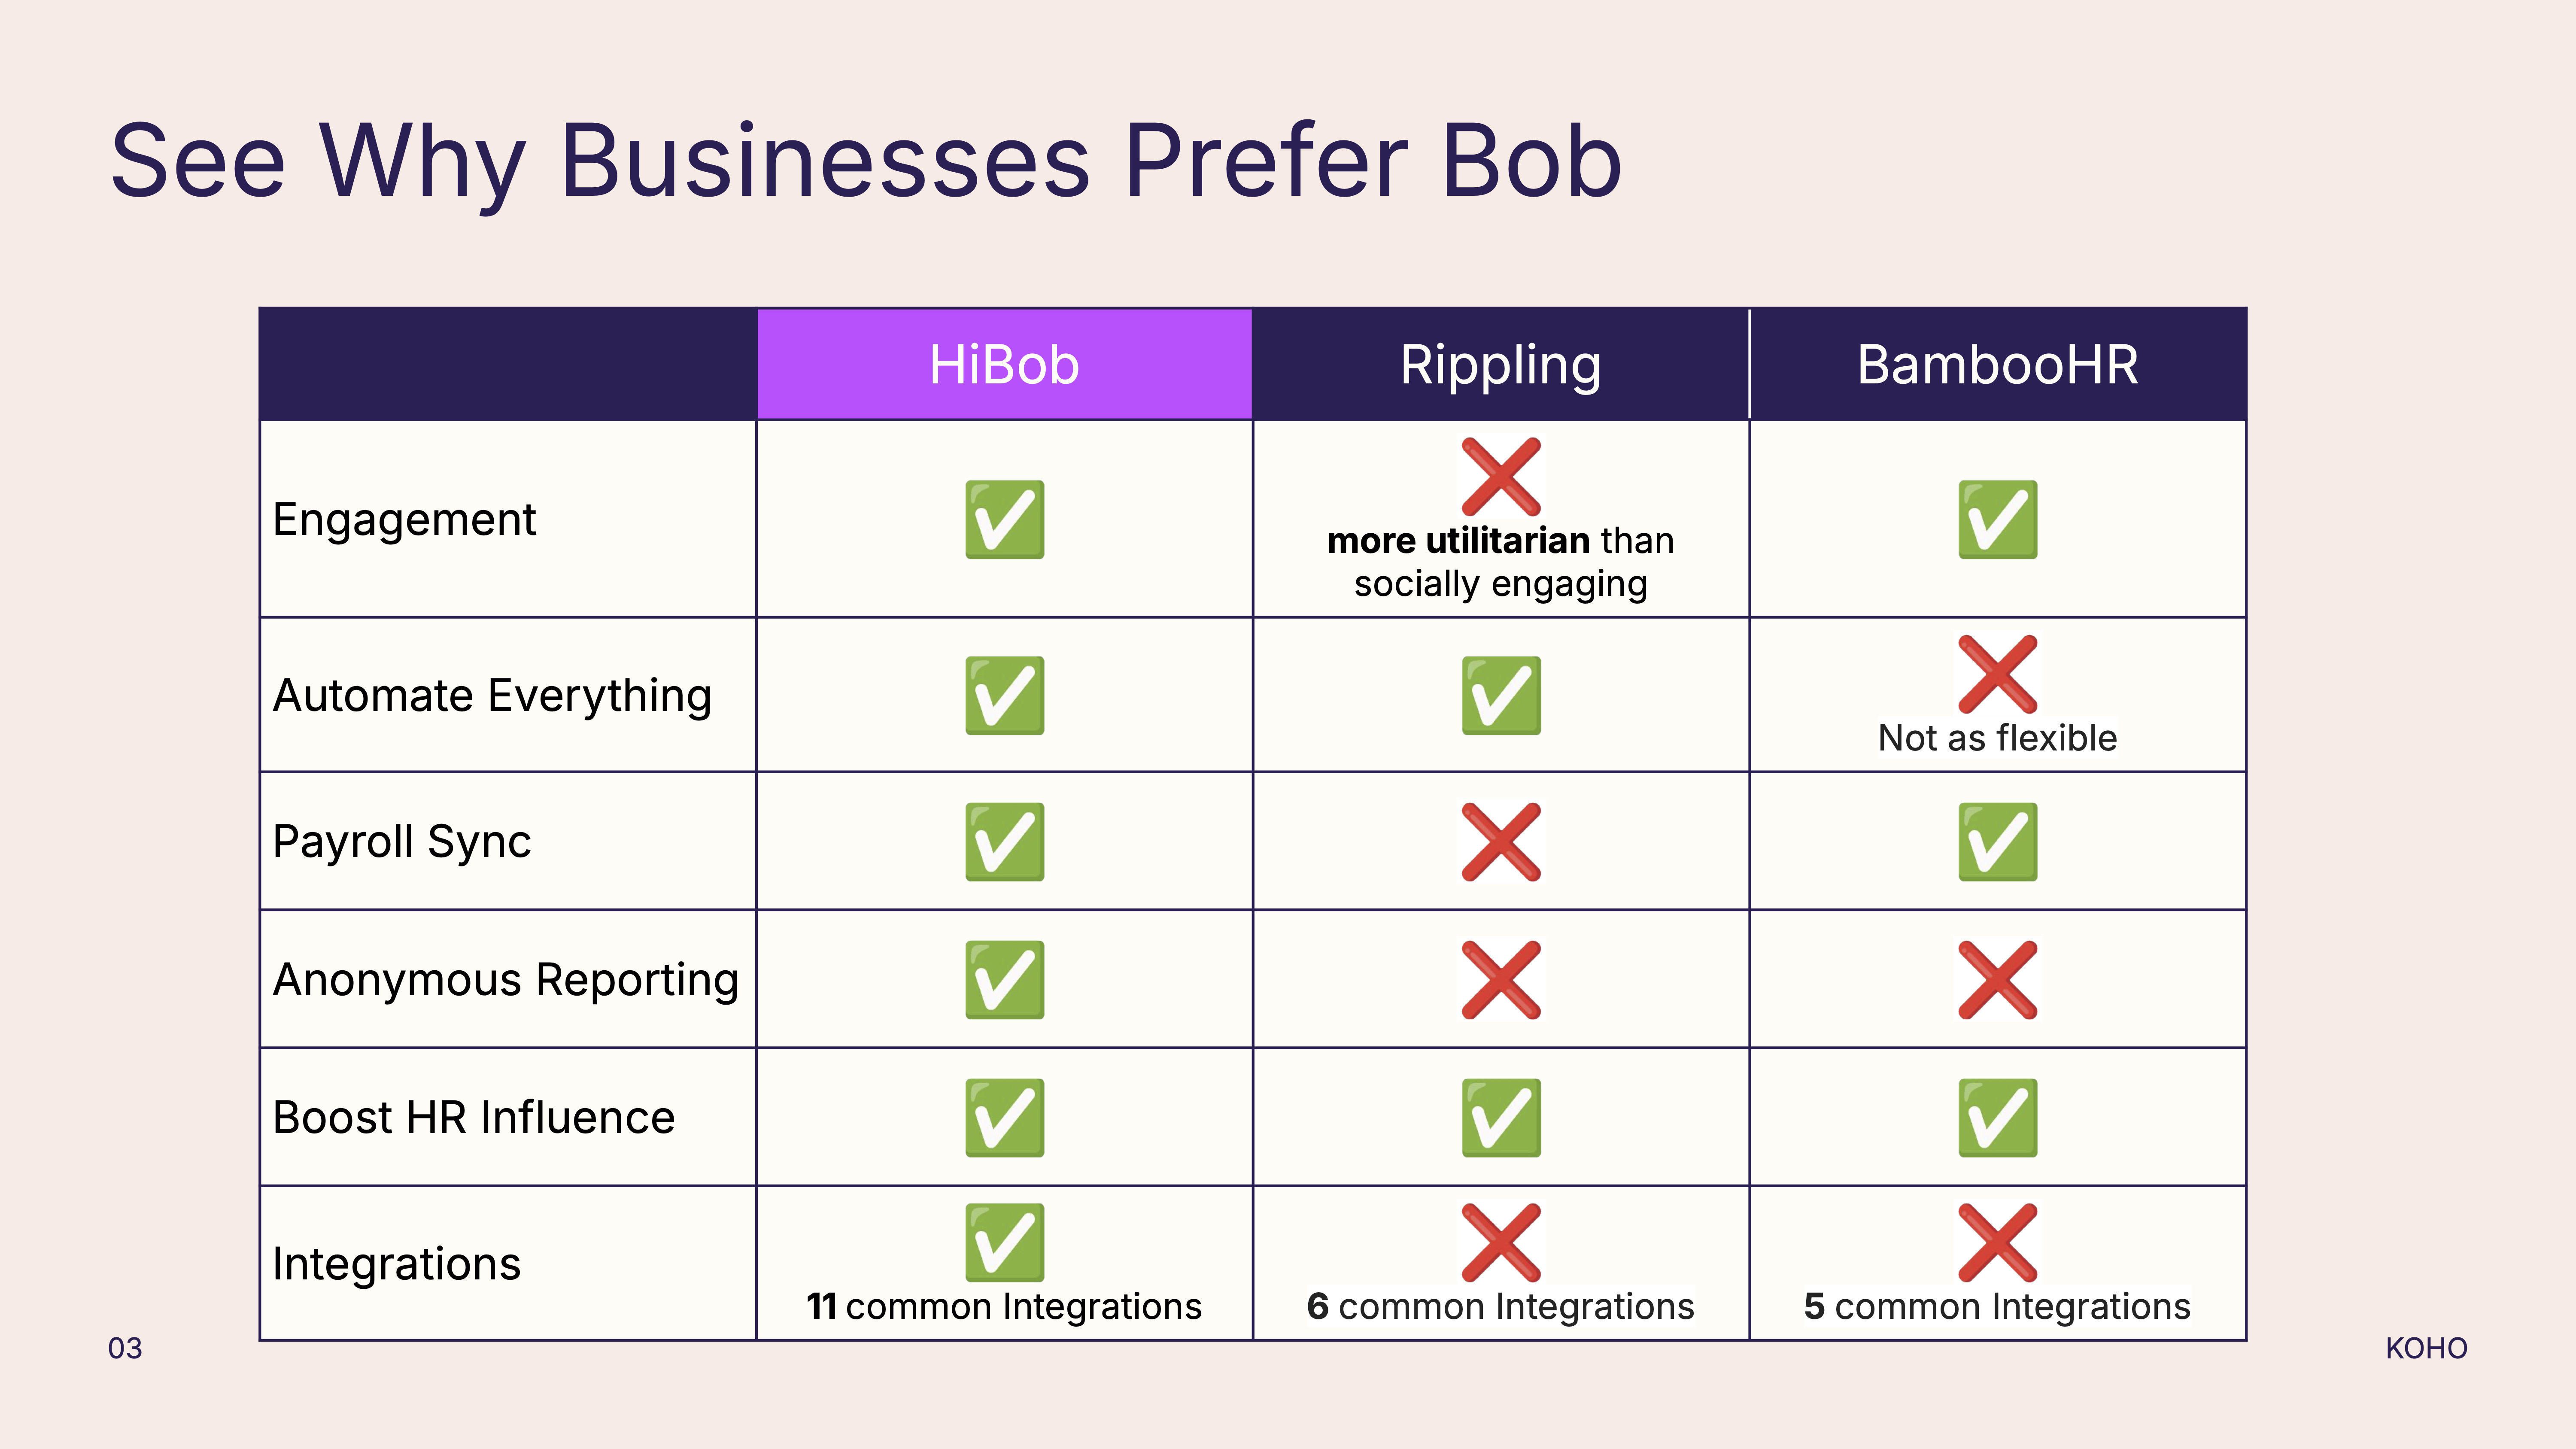 See Why Businesses Prefer Bob
HiBob
Rippling
BambooHR
Engagement
more utilitarian than
socially engaging
Automate Everything
Not as flexible
Payroll Sync
Anonymous Reporting
Boost HR Influence
Integrations
11 common Integrations
6 common Integrations
5 common Integrations
03
KOHO